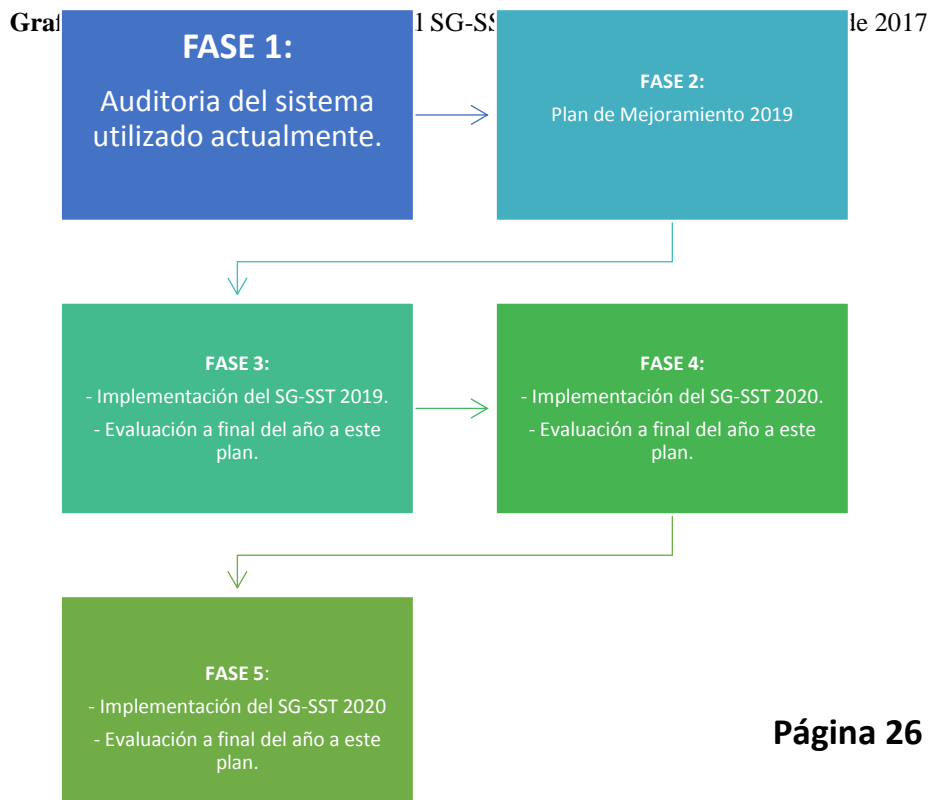 1 SG-SS de 2017
FASE 1:
Auditoria del sistema
utilizado actualmente.
FASE 2:
Plan de Mejoramiento 2019
FASE 3:
- Implementación del SG-SST 2019.
- Evaluación a final del año a este
plan.
FASE 4:
- Implementación del SG-SST 2020.
- Evaluación a final del año a este
plan.
FASE 5:
- Implementación del SG-SST 2020
- Evaluación a final del año a este
plan.
Página 26